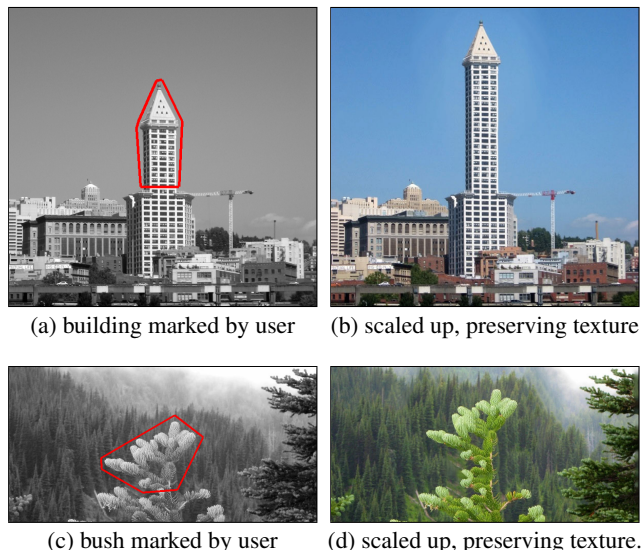 (a) building marked by user
(b) scaled up, preserving texture
(c) bush marked by user
(d) scaled up, preserving texture.